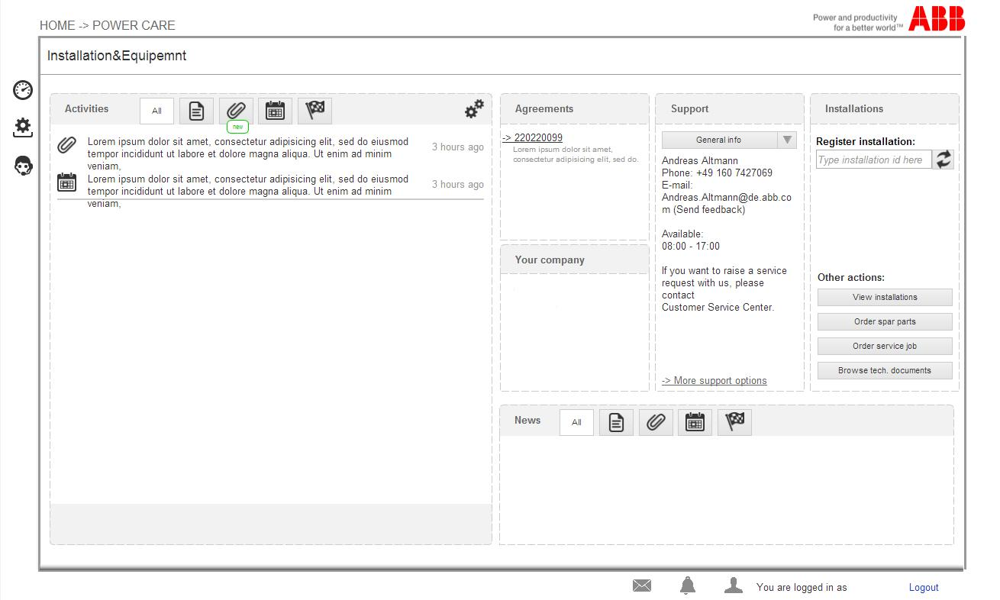 HOME -> POWER CARE
Power and productivity
for a better world™
ABB
Installation&Equipemnt
Activities
All
new
Lorem ipsum dolor sit amet, consectetur adipisicing elit, sed do eiusmod
tempor incididunt ut labore et dolore magna aliqua. Ut enim ad minim
veniam,
3 hours ago
Lorem ipsum dolor sit amet, consectetur adipisicing elit, sed do eiusmod
tempor incididunt ut labore et dolore magna aliqua. Ut enim ad minim
veniam,
3 hours ago
Agreements
-> 220220099
Lorem ipsum dolor sit amet,
consectetur adipisicing elit, sed do.
Your company
Support
General info
Andreas Altmann
Phone: +49 160 7427069
E-mail:
Andreas.Altmann@de.abb.co
m (Send feedback)
Available:
08:00 - 17:00
If you want to raise a service
request with us, please
contact
Customer Service Center.
-> More support options
Installations
Register installation:
Type installation id here
Other actions:
View installations
Order spar parts
Order service job
Browse tech. documents
News
All
You are logged in as
Logout